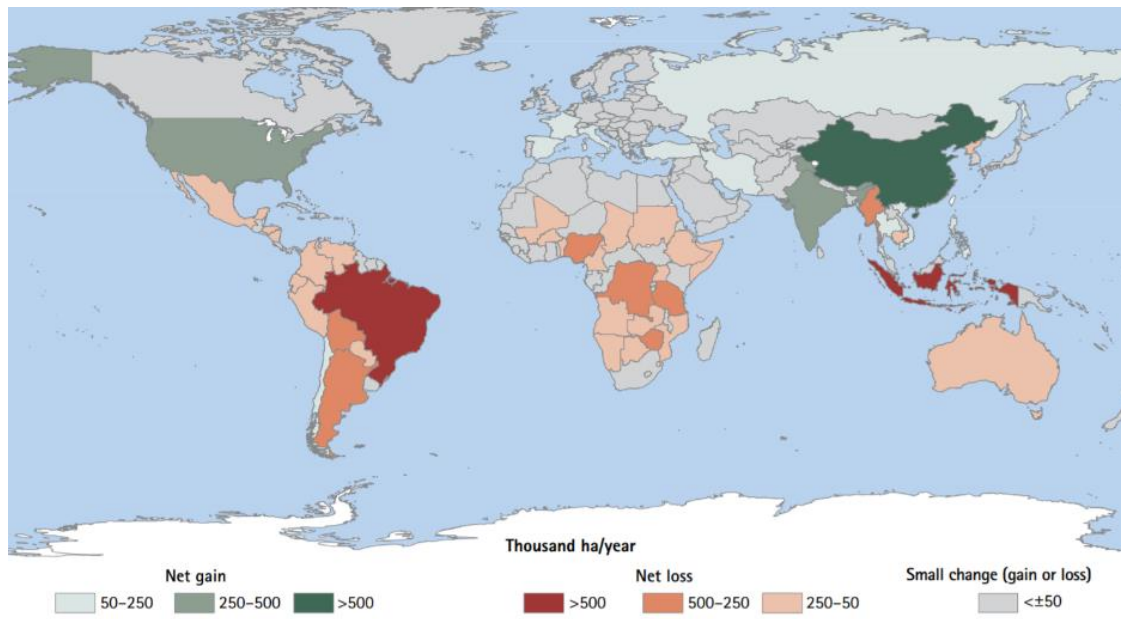 Thousand ha/year
Net gain
50–250 250–500 >500
Net loss
>500 500–250 250–50
Small change (gain or loss)
<±50